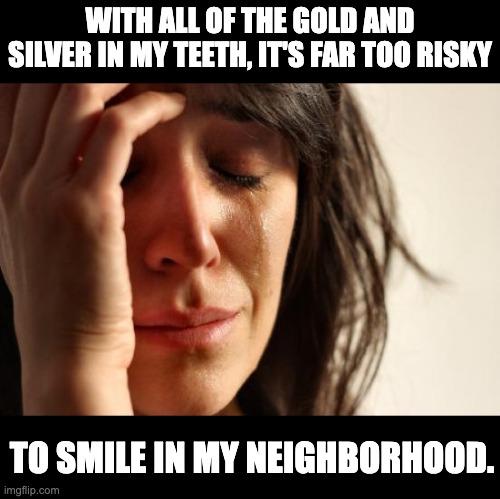 WITH ALL OF THE GOLD AND
SILVER IN MY TEETH, IT'S FAR TOO RISKY
TO SMILE IN MY NEIGHBORHOOD.
imgflip.com